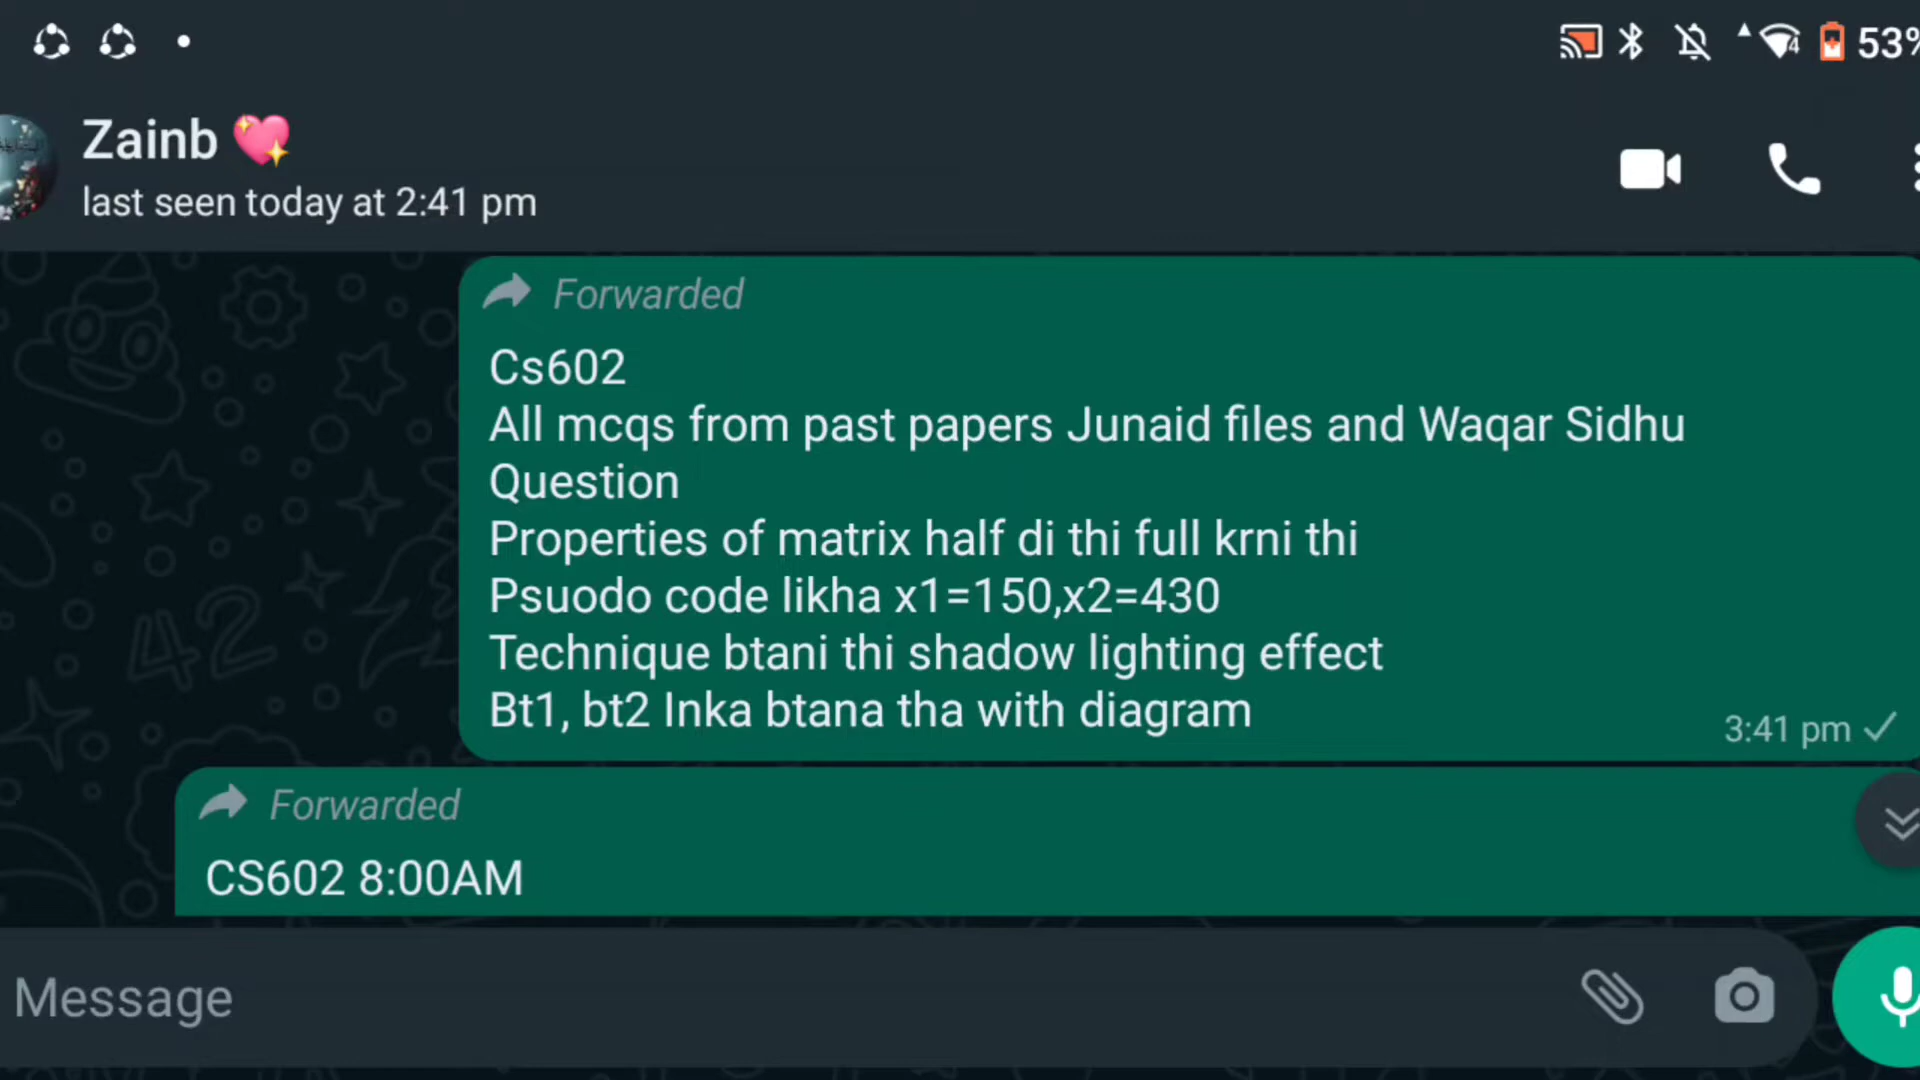 53%
Zainb
last seen today at 2:41 pm
Forwarded
Cs602
All mcqs from past papers Junaid files and Waqar Sidhu
Question
Properties of matrix half di thi full krni thi
Psuodo code likha x1=150,x2=430
Technique btani thi shadow lighting effect
Bt1, bt2 Inka btana tha with diagram
3:41 pm
Forwarded
CS602 8:00AM
Message